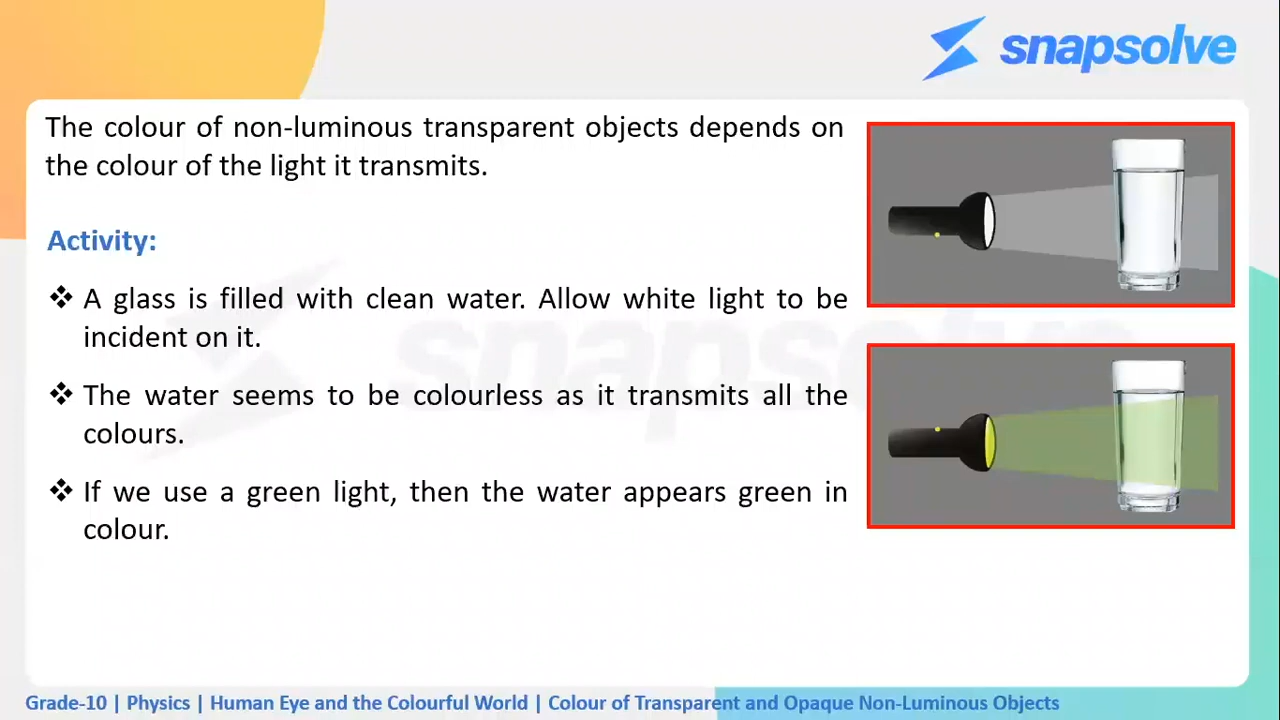 snapsolve
The colour of non-luminous transparent objects depends on
the colour of the light it transmits.
Activity:
❖ A glass is filled with clean water. Allow white light to be
incident on it.
❖ The water seems to be colourless as it transmits all the
colours.
❖ If we use a green light, then the water appears green in
colour.
snapsolve
Grade-10 | Physics | Human Eye and the Colourful World | Colour of Transparent and Opaque Non-Luminous Objects